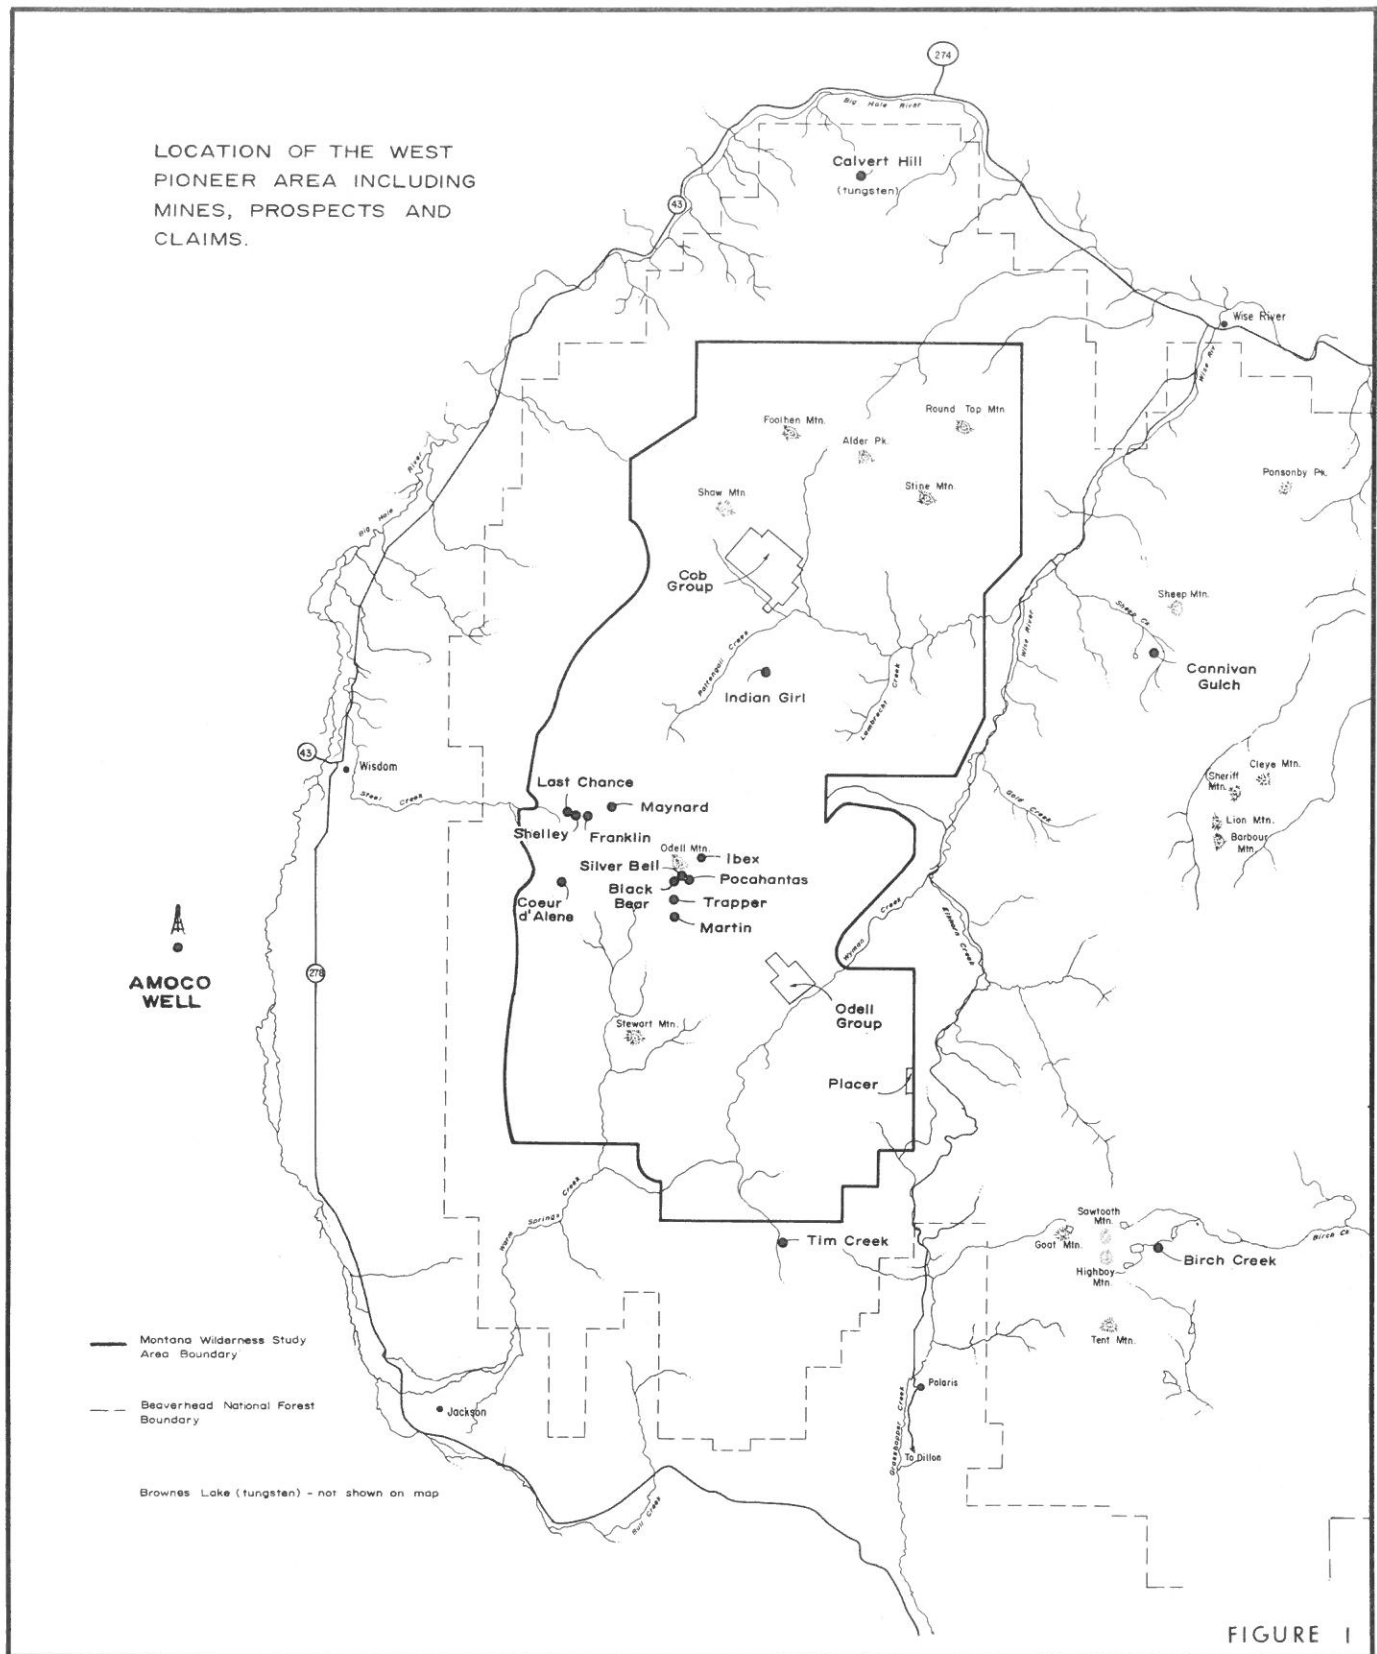 274
Big Hole River
LOCATION OF THE WEST
PIONEER AREA INCLUDING
MINES, PROSPECTS AND
CLAIMS.
Calvert Hill
(tungsten)
43
Wise River
Wise Riv
Foolhen Mtn.
Round Top Mtn.
Alder Pk.
Stine Mtn.
Shaw Mtn.
Ponsonby Pk.
Big Hole River
Cob
Group
Sheep Mtn.
Sheep Ck.
Wise River
Pattengail Creek
Lambrecht Creek
Indian Girl
Cannivan
Gulch
43
Wisdom
Steel Creek
Last Chance
Maynard
Shelley
Franklin
Gold Creek
Cleve Mtn.
Sheriff
Mtn.
Lion Mtn.
Barbour
Mtn.
Odell Mtn.
Ibex
Silver Bell
Pocahantas
Black
Bear
Coeur
d'Alene
Trapper
Martin
Wyman Creek
Elkhorn Creek
AMOCO
WELL
278
Odell
Group
Stewart Mtn.
Placer
Warm Springs Creek
Tim Creek
Sawtooth
Mtn.
Goat Mtn.
Highboy
Mtn.
Birch Creek
Birch Ck.
Tent Mtn.
Montana Wilderness Study
Area Boundary
Beaverhead National Forest
Boundary
Jackson
Polaris
Grasshopper Creek
To Dillon
Brownes Lake (tungsten) - not shown on map
Bull Creek
FIGURE 1